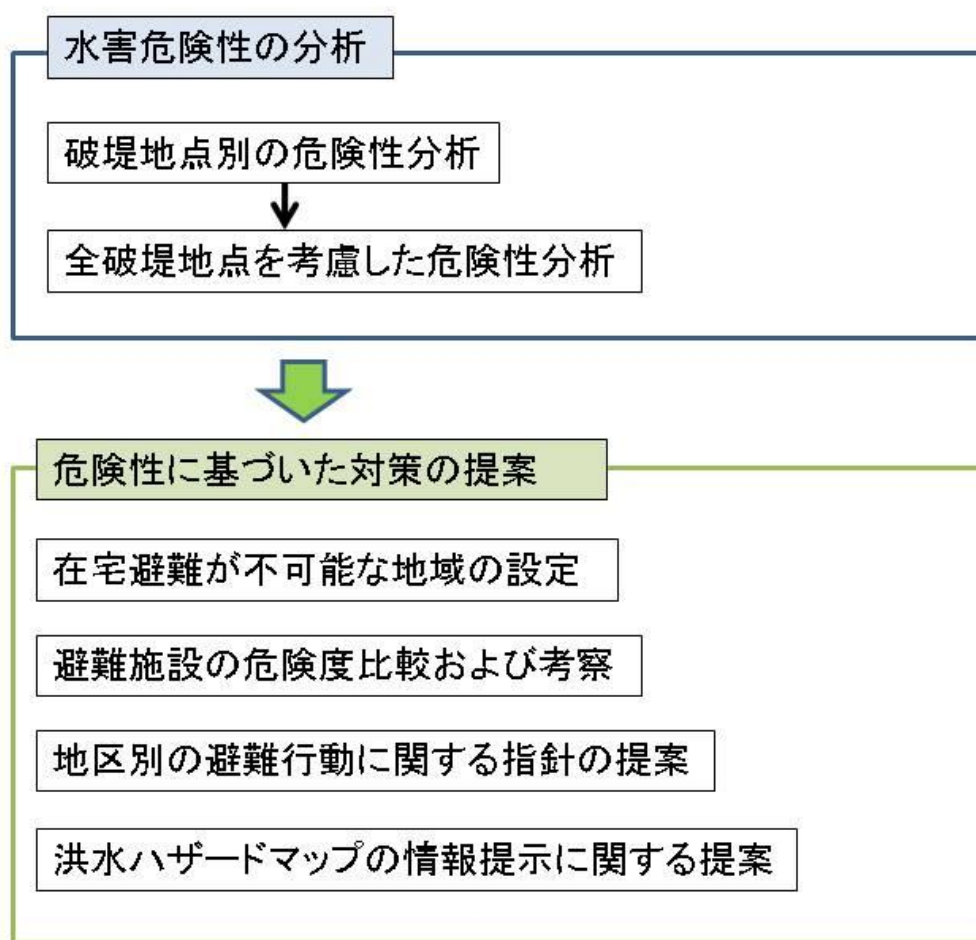 水害危険性の分析
破堤地点別の危険性分析
全破堤地点を考慮した危険性分析
危険性に基づいた対策の提案
在宅避難が不可能な地域の設定
避難施設の危険度比較および考察
地区別の避難行動に関する指針の提案
洪水ハザードマップの情報提示に関する提案